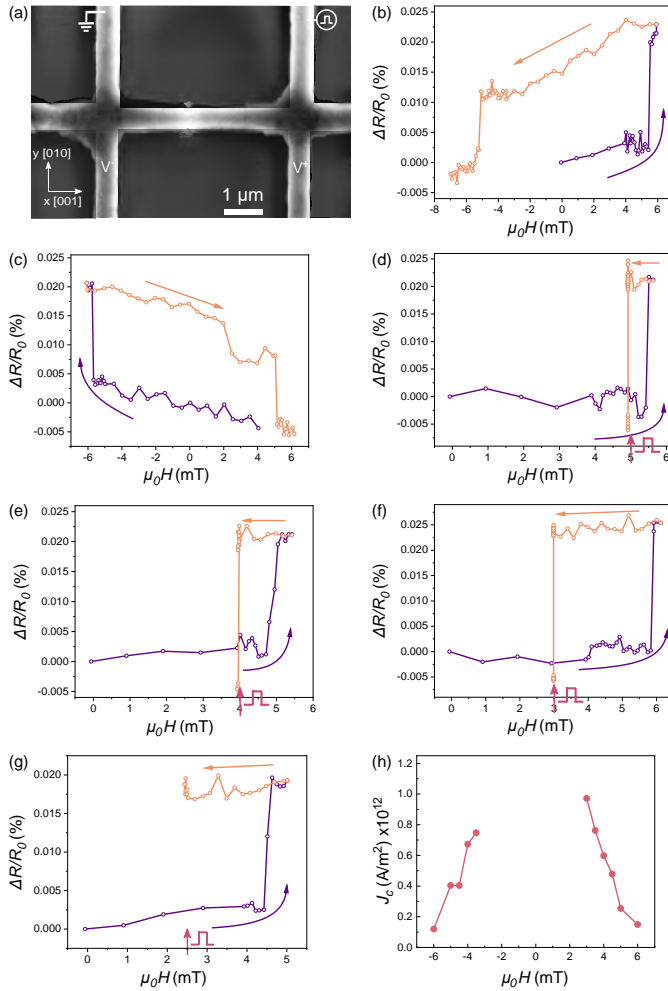 (a)
y [010]
x [001]
V⁻
V⁺
1 µm
(b)
ΔR/R₀ (%)
0.025
0.020
0.015
0.010
0.005
0.000
-0.005
-8 -6 -4 -2 0 2 4 6
µ₀H (mT)
(c)
ΔR/R₀ (%)
0.025
0.020
0.015
0.010
0.005
0.000
-0.005
-6 -4 -2 0 2 4 6
µ₀H (mT)
(d)
ΔR/R₀ (%)
0.025
0.020
0.015
0.010
0.005
0.000
-0.005
0 1 2 3 4 5 6
µ₀H (mT)
(e)
ΔR/R₀ (%)
0.025
0.020
0.015
0.010
0.005
0.000
-0.005
0 1 2 3 4 5 6
µ₀H (mT)
(f)
ΔR/R₀ (%)
0.025
0.020
0.015
0.010
0.005
0.000
-0.005
0 1 2 3 4 5 6
µ₀H (mT)
(g)
ΔR/R₀ (%)
0.020
0.015
0.010
0.005
0.000
0 1 2 3 4 5
µ₀H (mT)
(h)
J_c (A/m²) x10¹²
1.2
1.0
0.8
0.6
0.4
0.2
0.0
-6 -4 -2 0 2 4 6
µ₀H (mT)